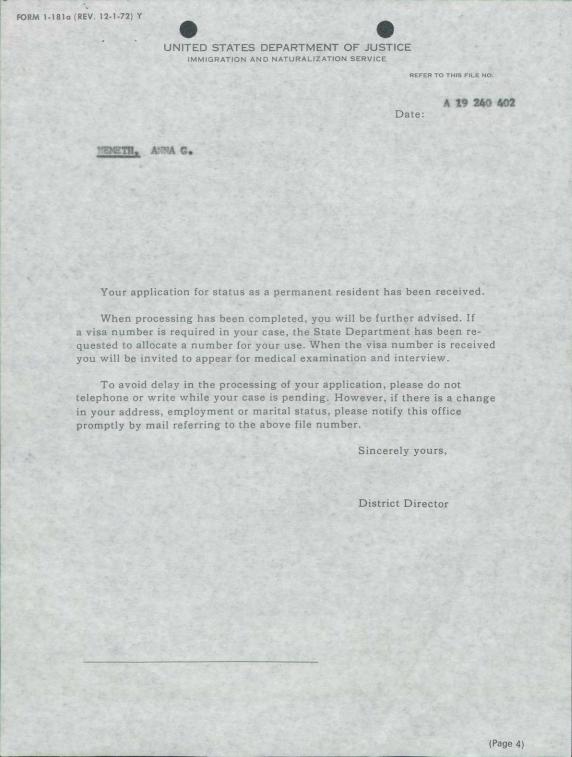 FORM I-181a (REV. 12-1-72) Y
UNITED STATES DEPARTMENT OF JUSTICE
IMMIGRATION AND NATURALIZATION SERVICE
REFER TO THIS FILE NO.
A 19 240 402
Date:
NEMETH, ANNA G.
Your application for status as a permanent resident has been received.
When processing has been completed, you will be further advised. If
a visa number is required in your case, the State Department has been re-
quested to allocate a number for your use. When the visa number is received
you will be invited to appear for medical examination and interview.
To avoid delay in the processing of your application, please do not
telephone or write while your case is pending. However, if there is a change
in your address, employment or marital status, please notify this office
promptly by mail referring to the above file number.
Sincerely yours,
District Director
(Page 4)